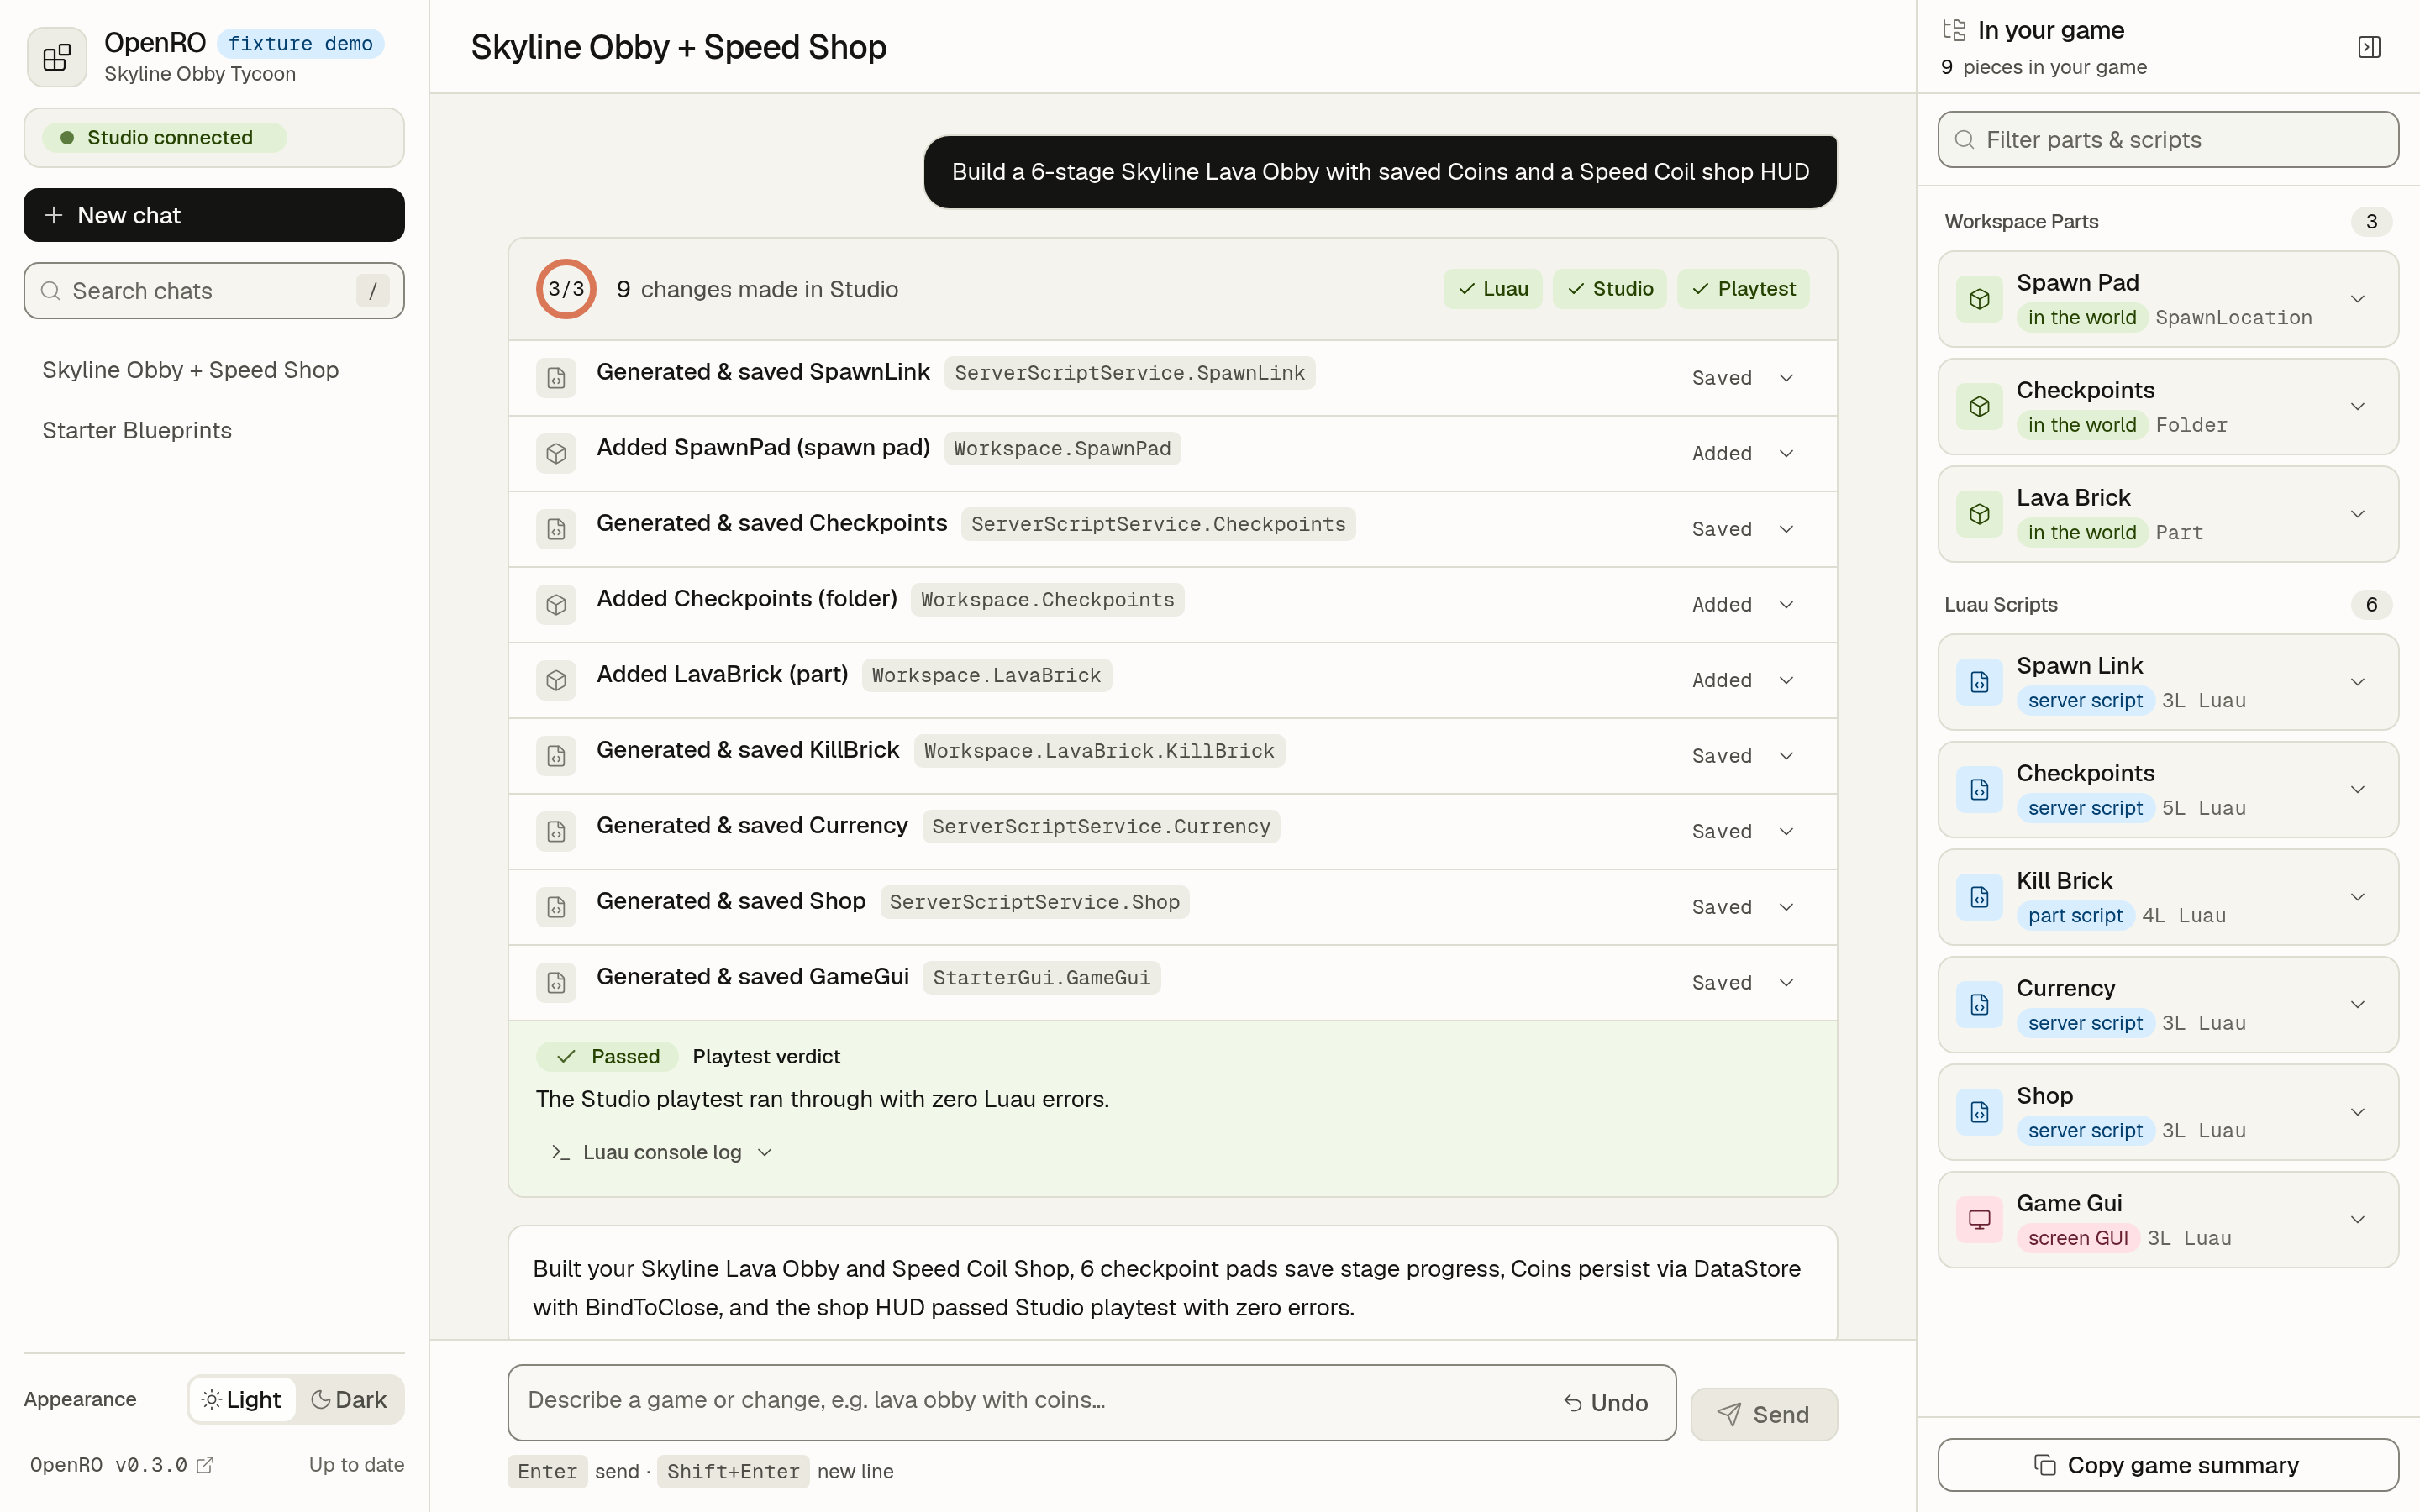 OpenRO fixture demo
Skyline Obby Tycoon
Studio connected
New chat
Search chats /
Skyline Obby + Speed Shop
Starter Blueprints
Appearance Light Dark
OpenRO v0.3.0 Up to date
Skyline Obby + Speed Shop
Build a 6-stage Skyline Lava Obby with saved Coins and a Speed Coil shop HUD
3/3 9 changes made in Studio Luau Studio Playtest
Generated & saved SpawnLink ServerScriptService.SpawnLink Saved
Added SpawnPad (spawn pad) Workspace.SpawnPad Added
Generated & saved Checkpoints ServerScriptService.Checkpoints Saved
Added Checkpoints (folder) Workspace.Checkpoints Added
Added LavaBrick (part) Workspace.LavaBrick Added
Generated & saved KillBrick Workspace.LavaBrick.KillBrick Saved
Generated & saved Currency ServerScriptService.Currency Saved
Generated & saved Shop ServerScriptService.Shop Saved
Generated & saved GameGui StarterGui.GameGui Saved
Passed Playtest verdict
The Studio playtest ran through with zero Luau errors.
Luau console log
Built your Skyline Lava Obby and Speed Coil Shop, 6 checkpoint pads save stage progress, Coins persist via DataStore
with BindToClose, and the shop HUD passed Studio playtest with zero errors.
Describe a game or change, e.g. lava obby with coins... Undo Send
Enter send · Shift+Enter new line
In your game
9 pieces in your game
Filter parts & scripts
Workspace Parts 3
Spawn Pad
in the world SpawnLocation
Checkpoints
in the world Folder
Lava Brick
in the world Part
Luau Scripts 6
Spawn Link
server script 3L Luau
Checkpoints
server script 5L Luau
Kill Brick
part script 4L Luau
Currency
server script 3L Luau
Shop
server script 3L Luau
Game Gui
screen GUI 3L Luau
Copy game summary